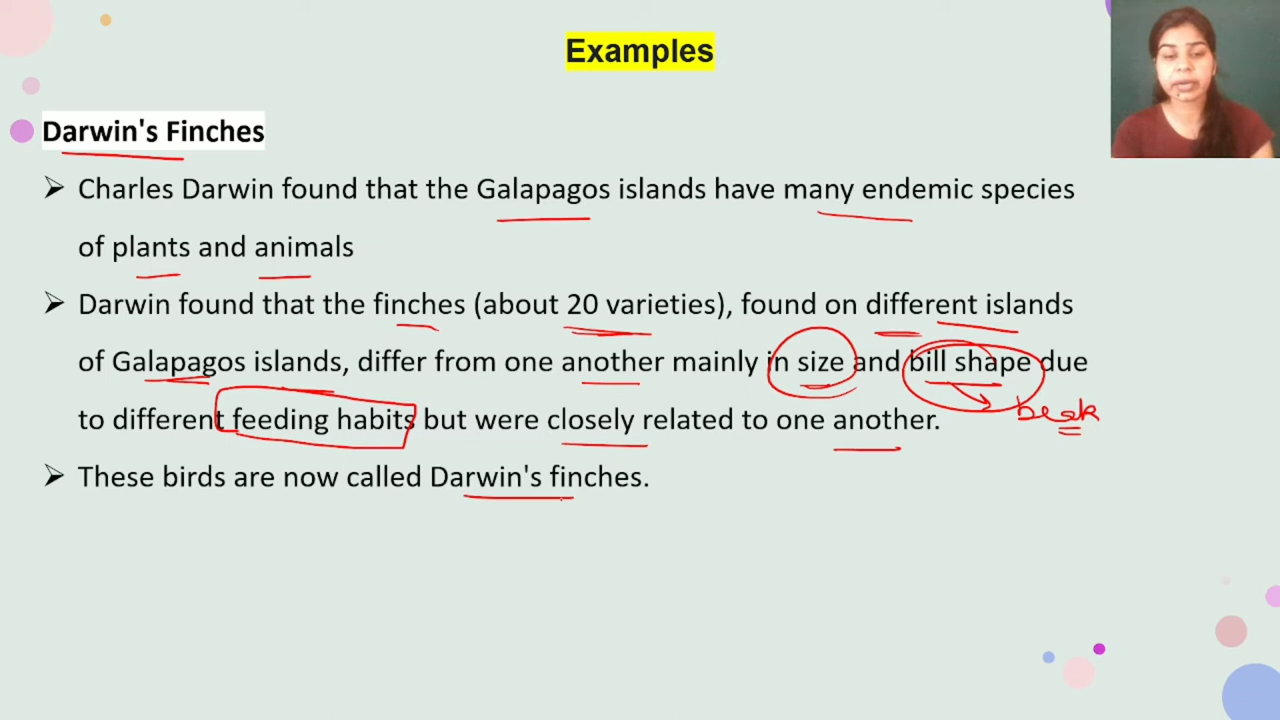 Examples
Darwin's Finches
➢ Charles Darwin found that the Galapagos islands have many endemic species
of plants and animals
➢ Darwin found that the finches (about 20 varieties), found on different islands
of Galapagos islands, differ from one another mainly in size and bill shape due
to different feeding habits but were closely related to one another.
beak
➢ These birds are now called Darwin's finches.